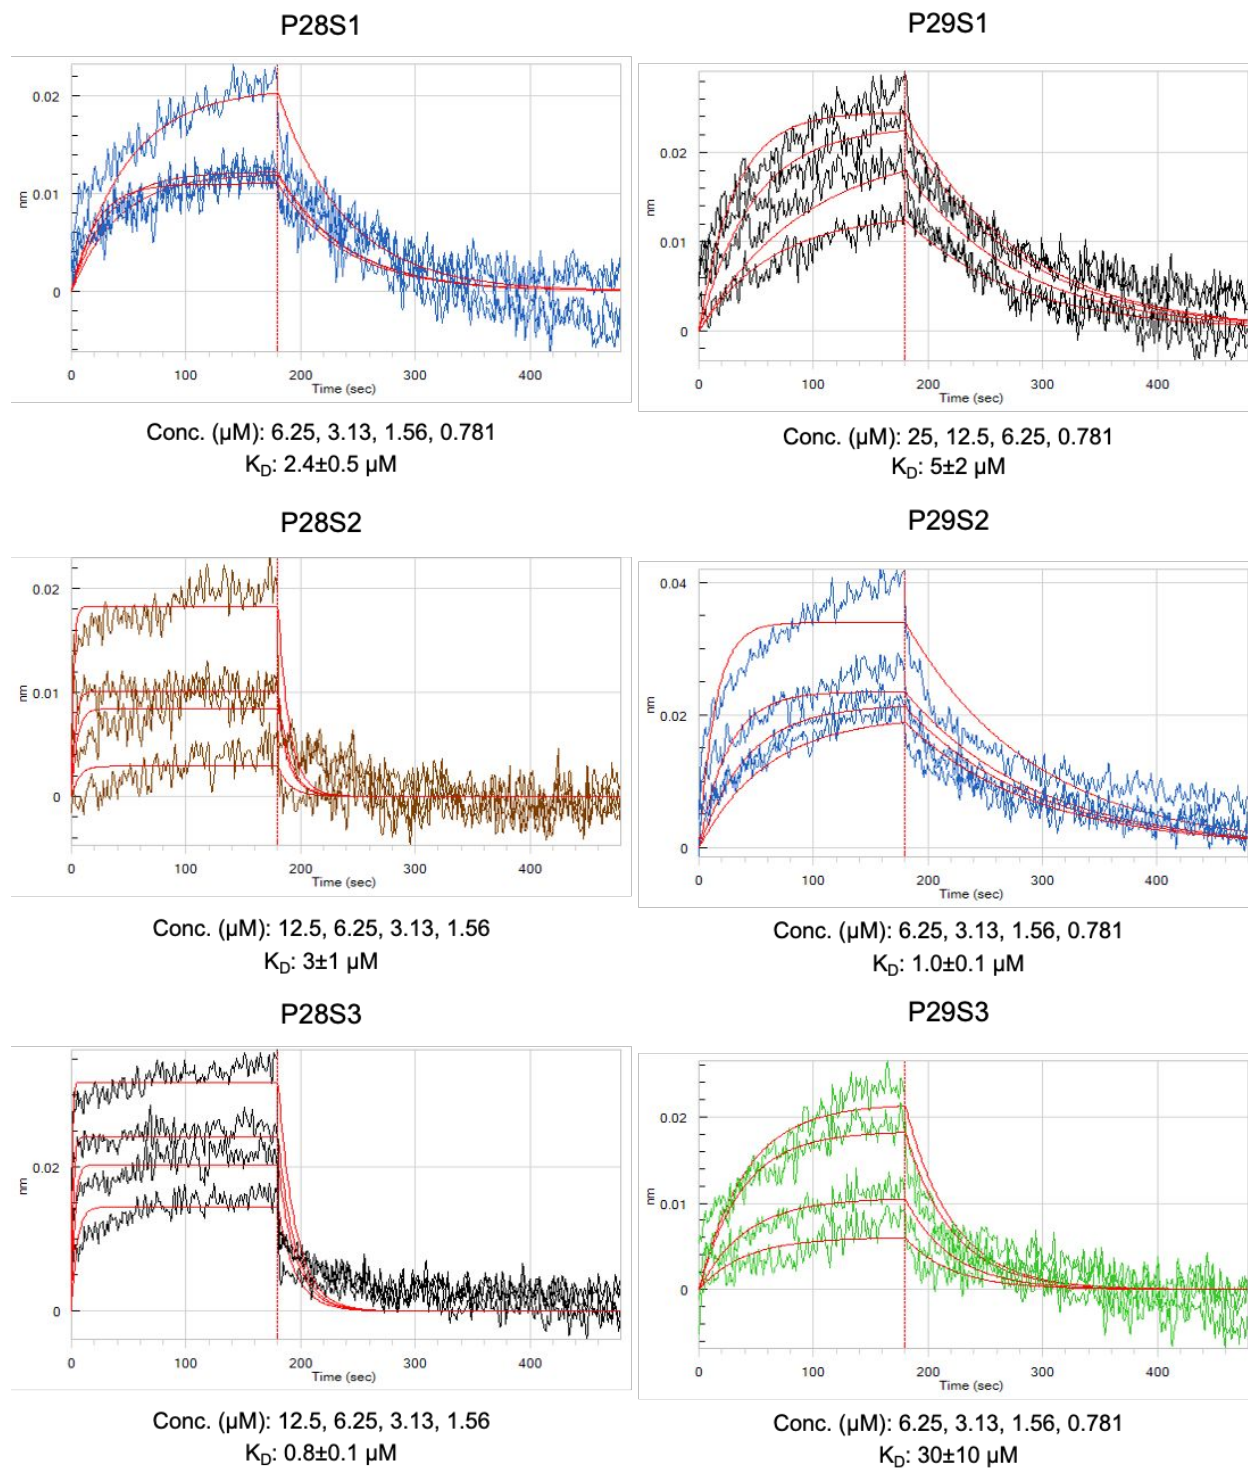 P28S1
0.02
0.01
0
nm
0 100 200 300 400
Time (sec)
Conc. (µM): 6.25, 3.13, 1.56, 0.781
K_D: 2.4±0.5 µM
P29S1
0.02
0.01
0
nm
0 100 200 300 400
Time (sec)
Conc. (µM): 25, 12.5, 6.25, 0.781
K_D: 5±2 µM
P28S2
0.02
0.01
0
nm
0 100 200 300 400
Time (sec)
Conc. (µM): 12.5, 6.25, 3.13, 1.56
K_D: 3±1 µM
P29S2
0.04
0.02
0
nm
0 100 200 300 400
Time (sec)
Conc. (µM): 6.25, 3.13, 1.56, 0.781
K_D: 1.0±0.1 µM
P28S3
0.02
0
nm
0 100 200 300 400
Time (sec)
Conc. (µM): 12.5, 6.25, 3.13, 1.56
K_D: 0.8±0.1 µM
P29S3
0.02
0.01
0
nm
0 100 200 300 400
Time (sec)
Conc. (µM): 6.25, 3.13, 1.56, 0.781
K_D: 30±10 µM